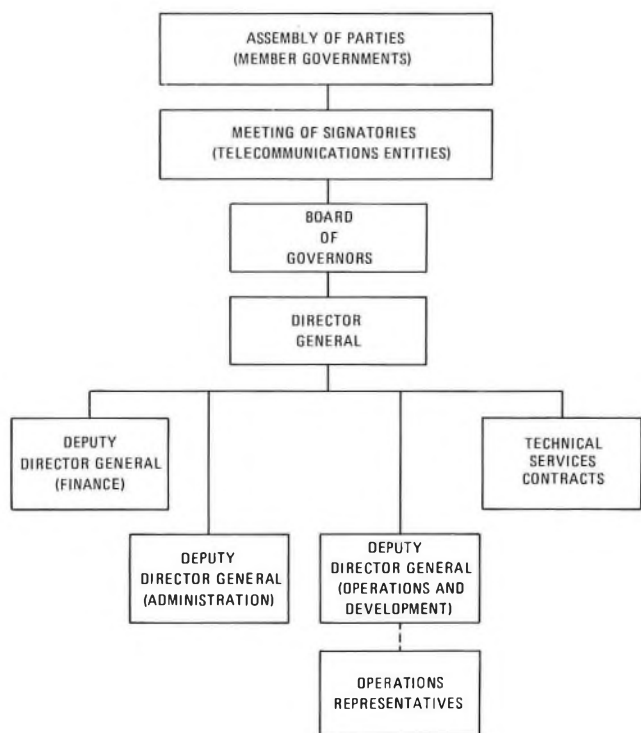 ASSEMBLY OF PARTIES
(MEMBER GOVERNMENTS)
MEETING OF SIGNATORIES
(TELECOMMUNICATIONS ENTITIES)
BOARD
OF
GOVERNORS
DIRECTOR
GENERAL
DEPUTY
DIRECTOR GENERAL
(FINANCE)
TECHNICAL
SERVICES
CONTRACTS
DEPUTY
DIRECTOR GENERAL
(ADMINISTRATION)
DEPUTY
DIRECTOR GENERAL
(OPERATIONS AND
DEVELOPMENT)
OPERATIONS
REPRESENTATIVES